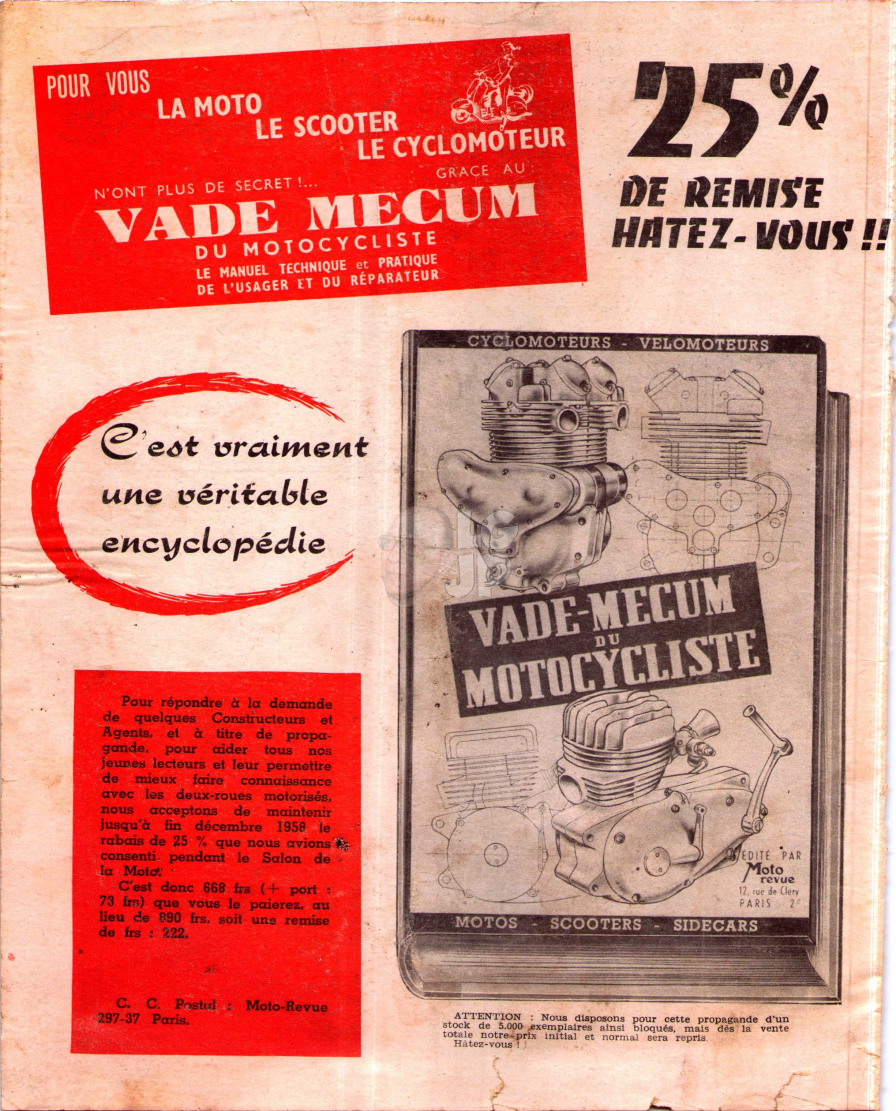 POUR VOUS
LA MOTO
LE SCOOTER
LE CYCLOMOTEUR
N'ONT PLUS DE SECRET !... GRACE AU :
VADE MECUM
DU MOTOCYCLISTE
LE MANUEL TECHNIQUE et PRATIQUE
DE L'USAGER ET DU RÉPARATEUR
25%
DE REMISE
HATEZ-VOUS !!
C'est vraiment
une véritable
encyclopédie
CYCLOMOTEURS - VELOMOTEURS
VADE-MECUM
DU
MOTOCYCLISTE
EDITÉ PAR
Moto
revue
12, rue de Cléry
PARIS - 2e
MOTOS - SCOOTERS - SIDECARS
Pour répondre à la demande
de quelques Constructeurs et
Agents, et à titre de propa-
gande, pour aider tous nos
jeunes lecteurs et leur permettre
de mieux faire connaissance
avec les deux-roues motorisés,
nous acceptons de maintenir
jusqu'à fin décembre 1958 le
rabais de 25 % que nous avions
consenti pendant le Salon de
la Moto.
C'est donc 668 frs (+ port :
73 frs) que vous le paierez, au
lieu de 890 frs, soit une remise
de frs : 222.
C. C. Postal : Moto-Revue
297-37 Paris.
ATTENTION : Nous disposons pour cette propagande d'un
stock de 5.000 exemplaires ainsi bloqués, mais dès la vente
totale notre prix initial et normal sera repris.
Hâtez-vous !